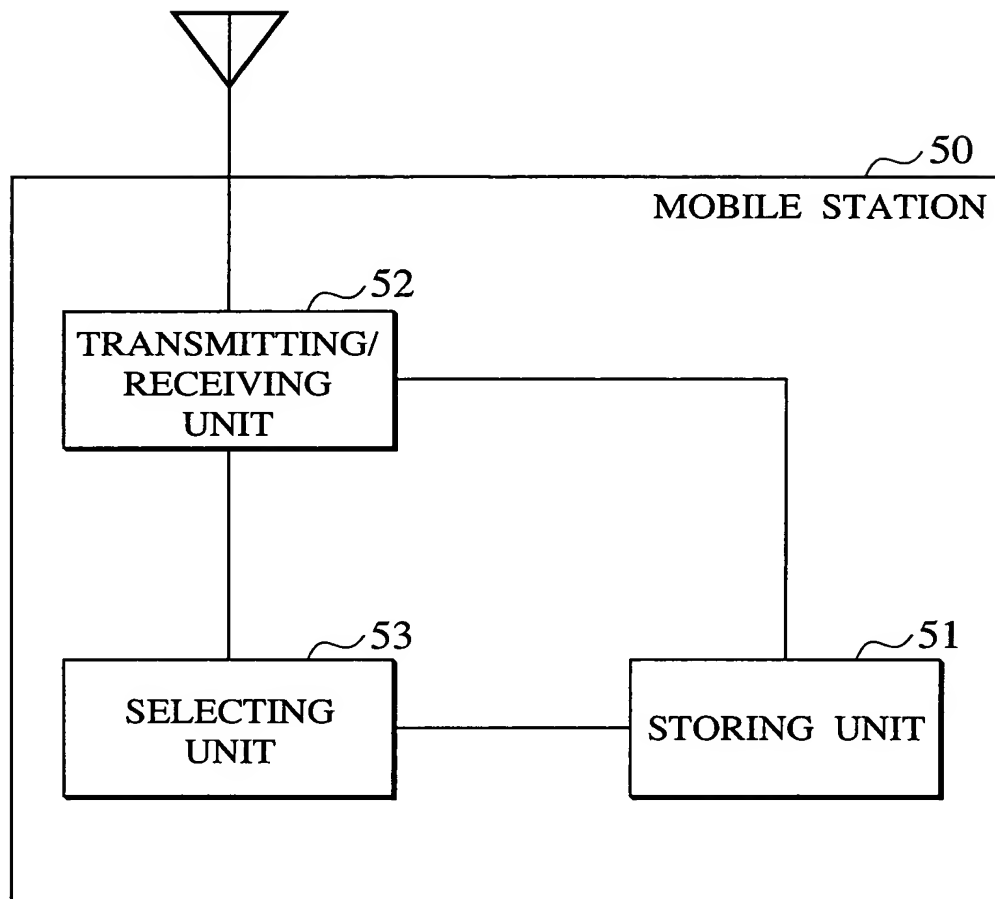 50
MOBILE STATION
52
TRANSMITTING/
RECEIVING
UNIT
53
SELECTING
UNIT
51
STORING UNIT